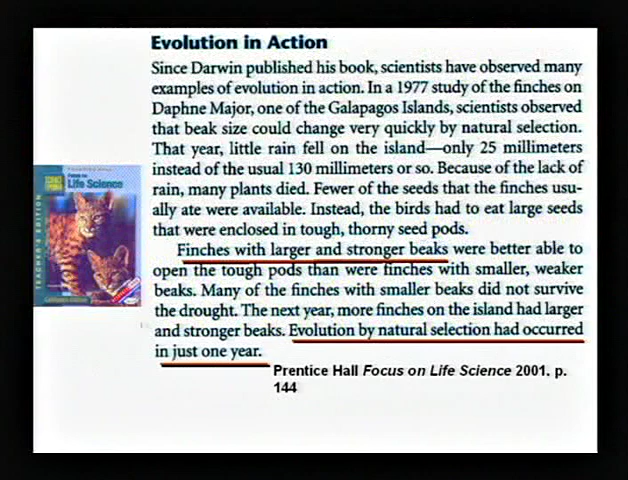 Evolution in Action
Since Darwin published his book, scientists have observed many
examples of evolution in action. In a 1977 study of the finches on
Daphne Major, one of the Galapagos Islands, scientists observed
that beak size could change very quickly by natural selection.
That year, little rain fell on the island—only 25 millimeters
instead of the usual 130 millimeters or so. Because of the lack of
rain, many plants died. Fewer of the seeds that the finches usu-
ally ate were available. Instead, the birds had to eat large seeds
that were enclosed in tough, thorny seed pods.
Finches with larger and stronger beaks were better able to
open the tough pods than were finches with smaller, weaker
beaks. Many of the finches with smaller beaks did not survive
the drought. The next year, more finches on the island had larger
and stronger beaks. Evolution by natural selection had occurred
in just one year.
Prentice Hall Focus on Life Science 2001, p.
144
Life Science
TEACHER'S EDITION